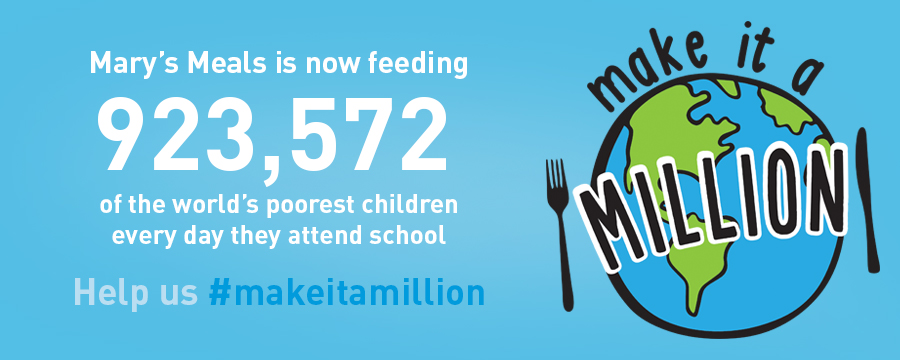 Mary's Meals is now feeding
923,572
of the world's poorest children
every day they attend school
Help us #makeitamillion
make it a
MILLION